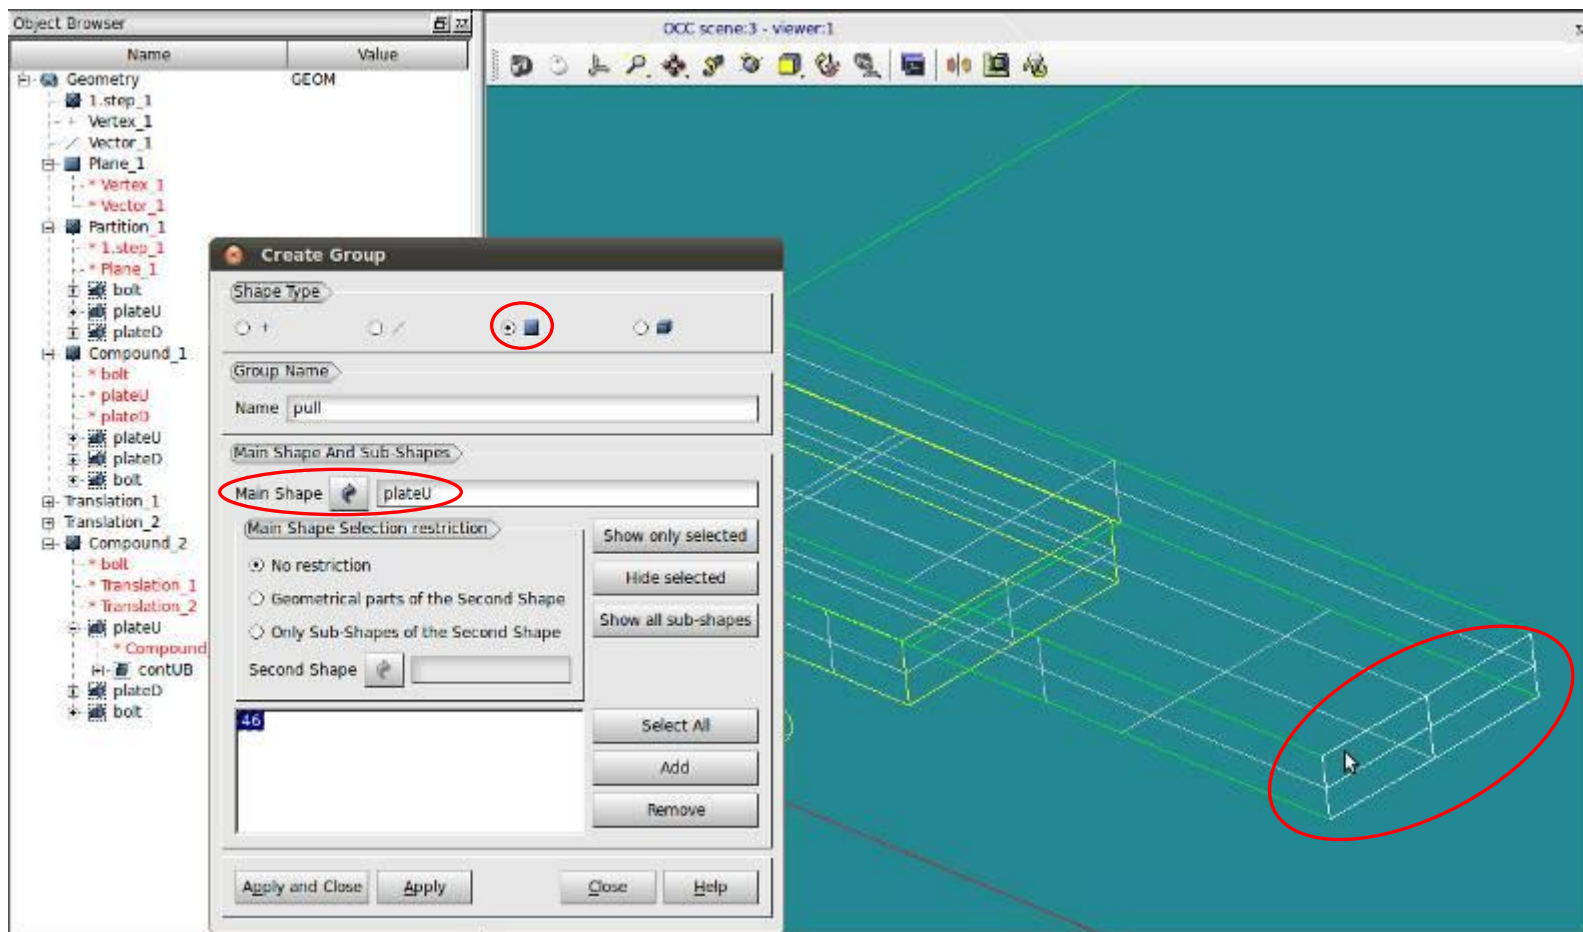 Object Browser
Name Value
Geometry GEOM
1.step_1
Vertex_1
Vector_1
Plane_1
* Vertex_1
* Vector_1
Partition_1
* 1.step_1
* Plane_1
bolt
plateU
plateD
Compound_1
* bolt
* plateU
* plateD
plateU
plateD
bolt
Translation_1
Translation_2
Compound_2
* bolt
* Translation_1
* Translation_2
plateU
* Compound
contUB
plateD
bolt
OCC scene:3 - viewer:1
Create Group
Shape Type
Group Name
Name pull
Main Shape And Sub-Shapes
Main Shape plateU
Main Shape Selection restriction
No restriction
Geometrical parts of the Second Shape
Only Sub-Shapes of the Second Shape
Second Shape
Show only selected
Hide selected
Show all sub-shapes
46
Select All
Add
Remove
Apply and Close Apply Close Help